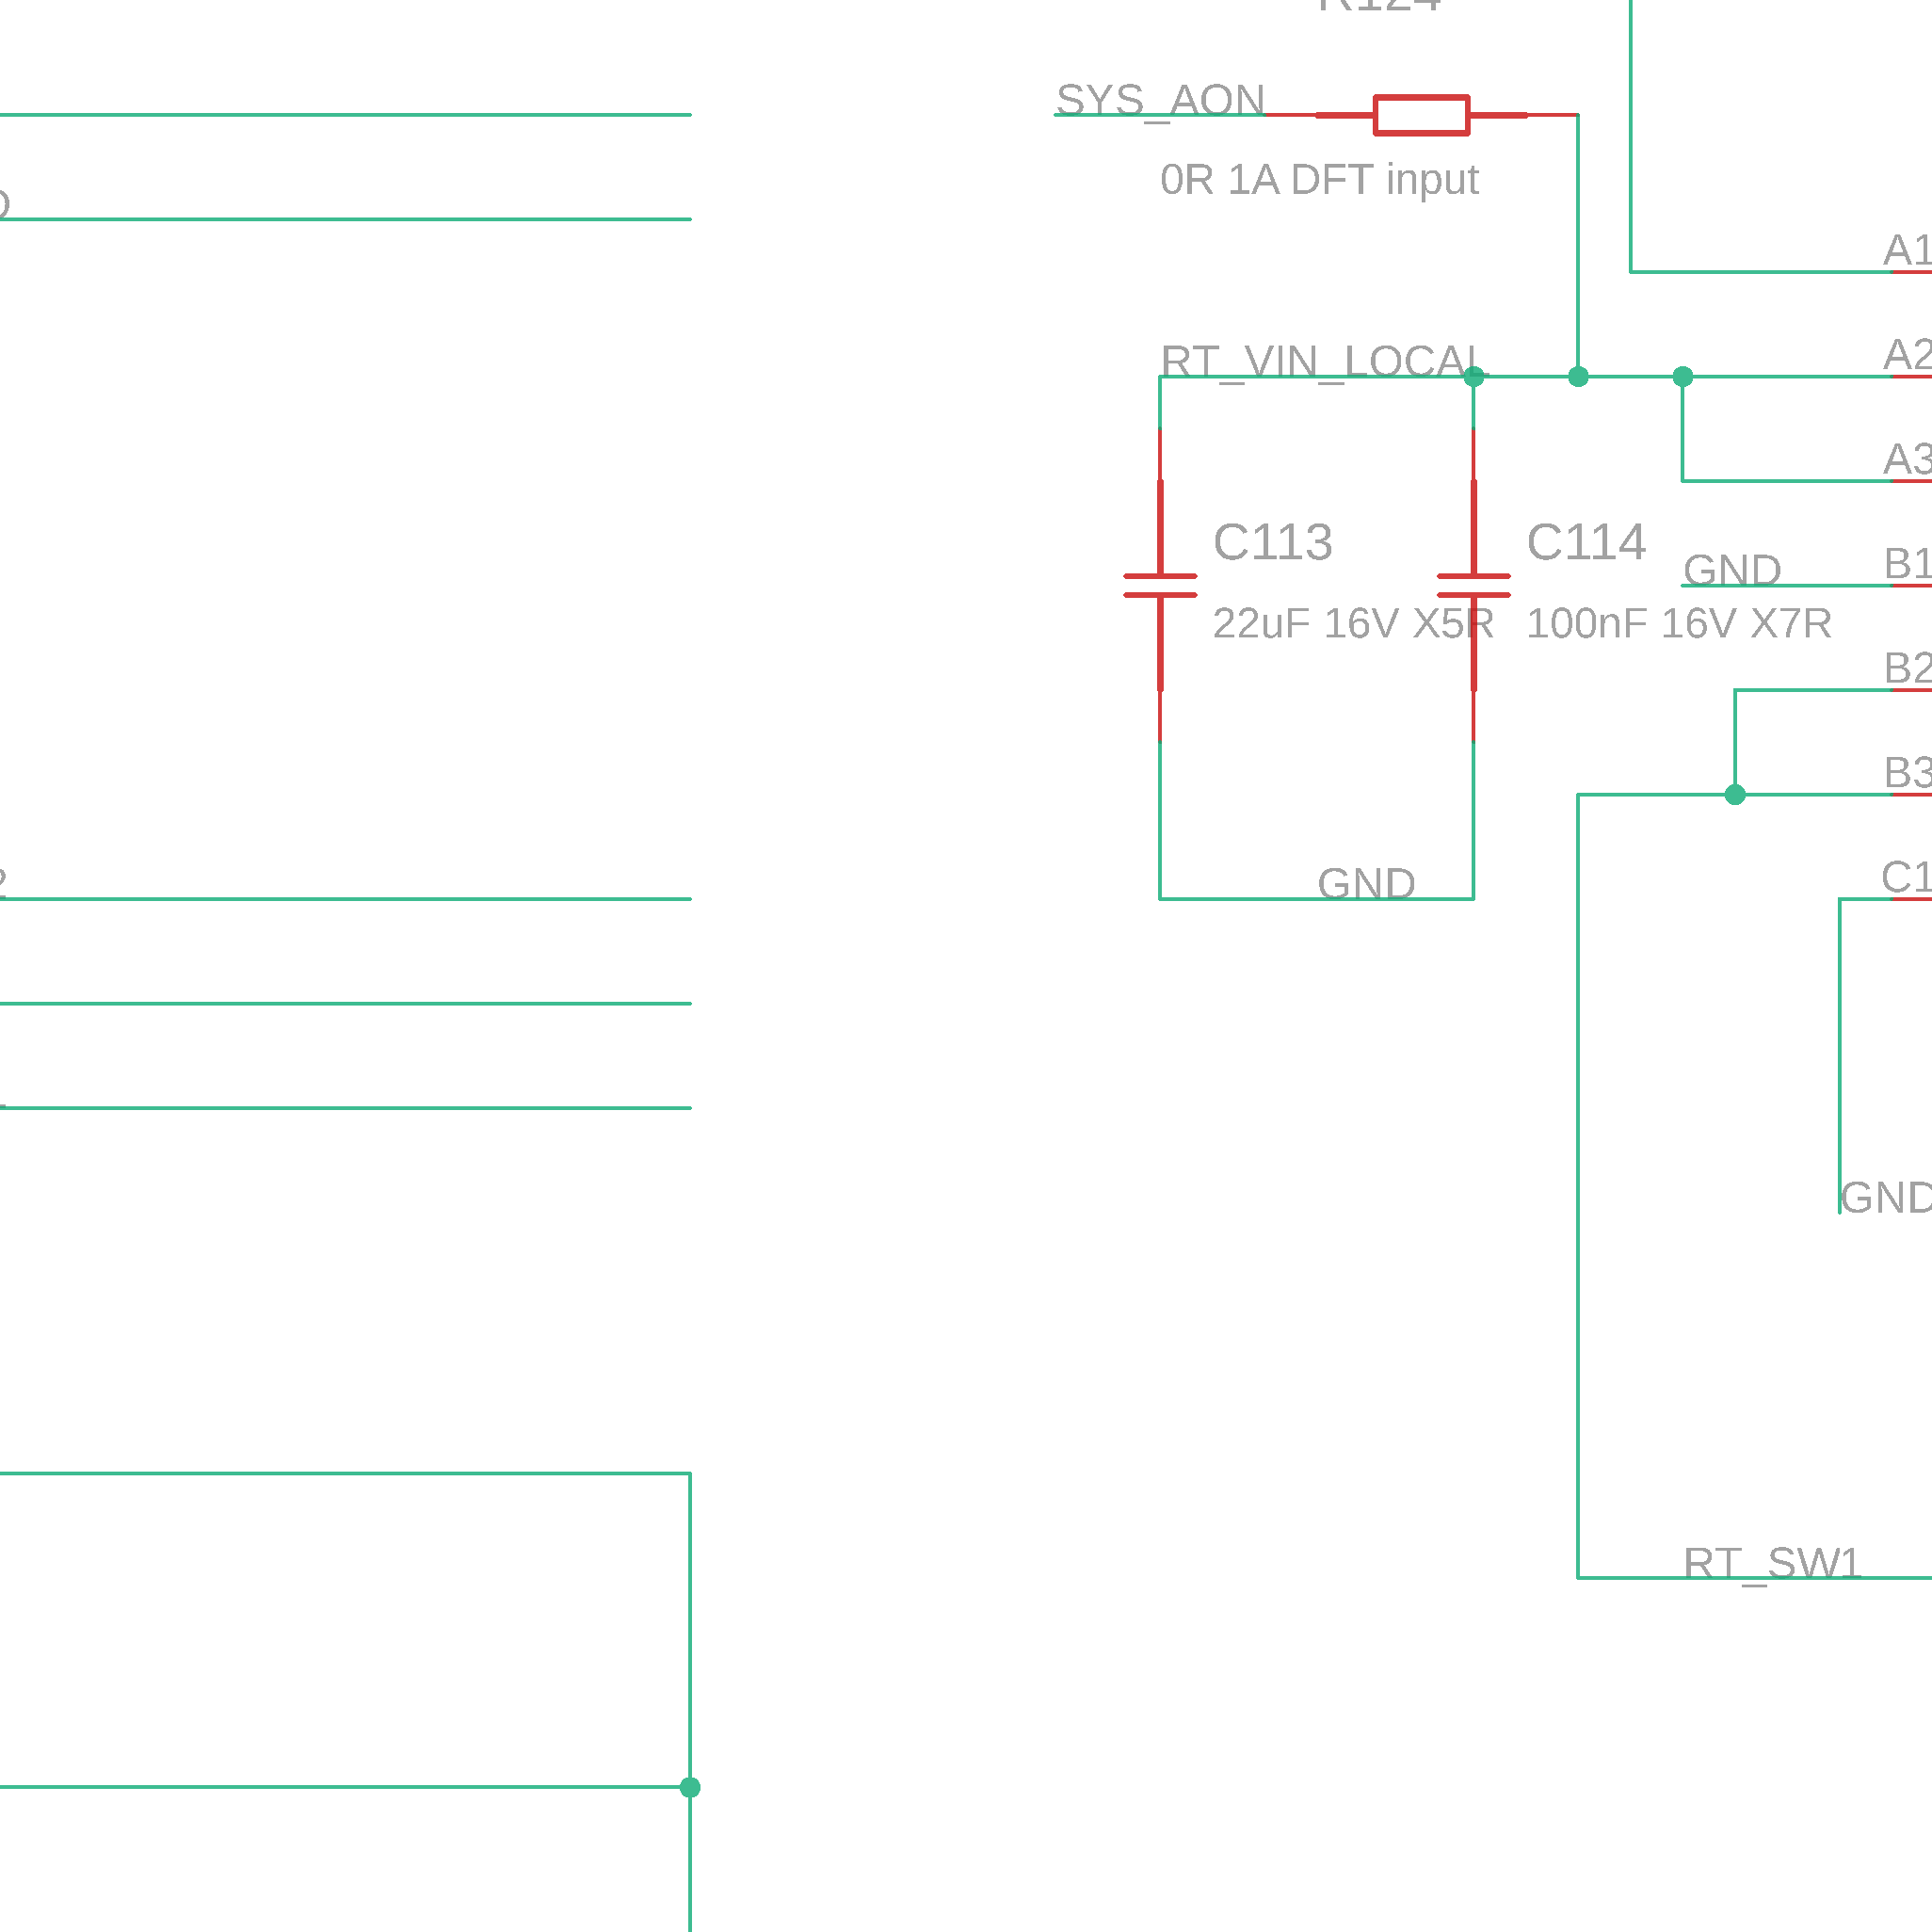 R124
SYS_AON
0R 1A DFT input
A1
RT_VIN_LOCAL
A2
A3
C113
C114
GND
B1
22uF 16V X5R
100nF 16V X7R
B2
B3
GND
C1
GND
RT_SW1